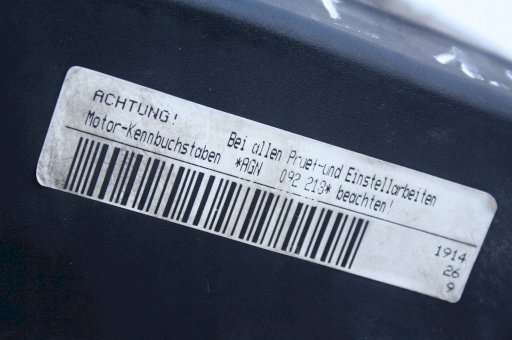 ACHTUNG!
Bei allen Pruef-und Einstellarbeiten
Motor-Kennbuchstaben *AGN 092 213* beachten!
1914
26
9